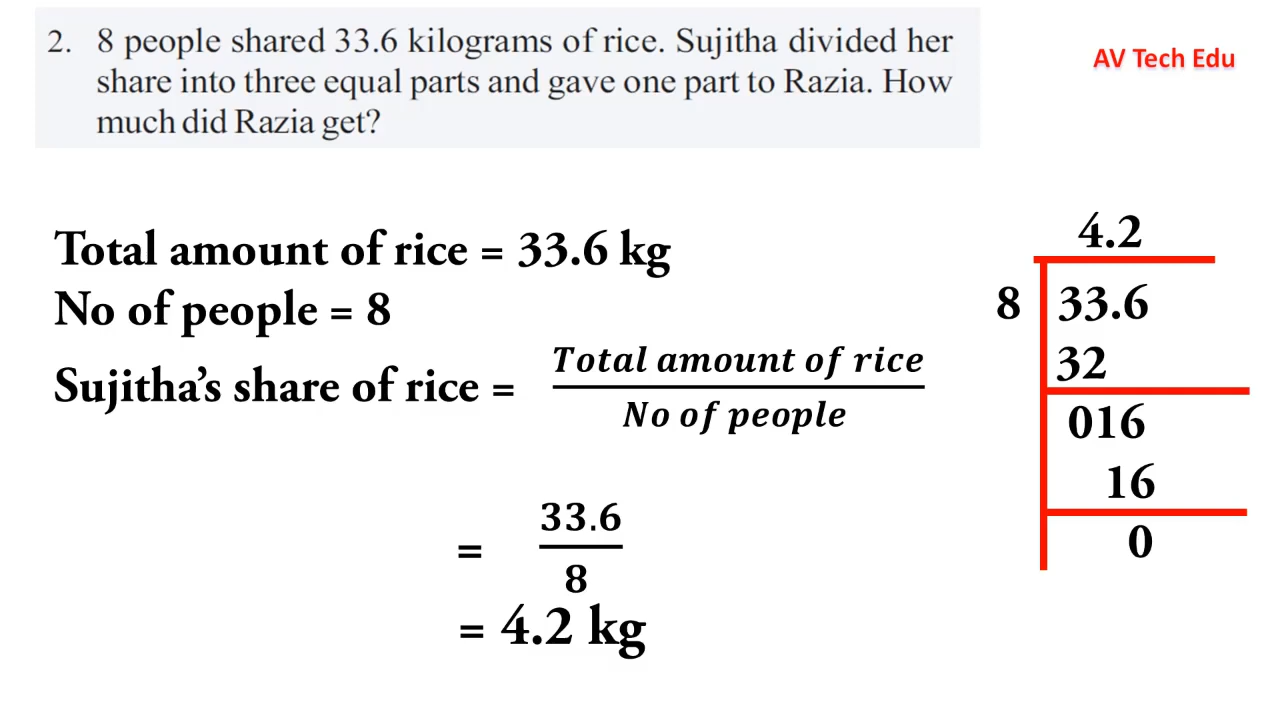 2. 8 people shared 33.6 kilograms of rice. Sujitha divided her
share into three equal parts and gave one part to Razia. How
much did Razia get?
AV Tech Edu
Total amount of rice = 33.6 kg
No of people = 8
Sujitha’s share of rice = Total amount of rice
No of people
= 33.6
8
= 4.2 kg
4.2
8 33.6
32
016
16
0